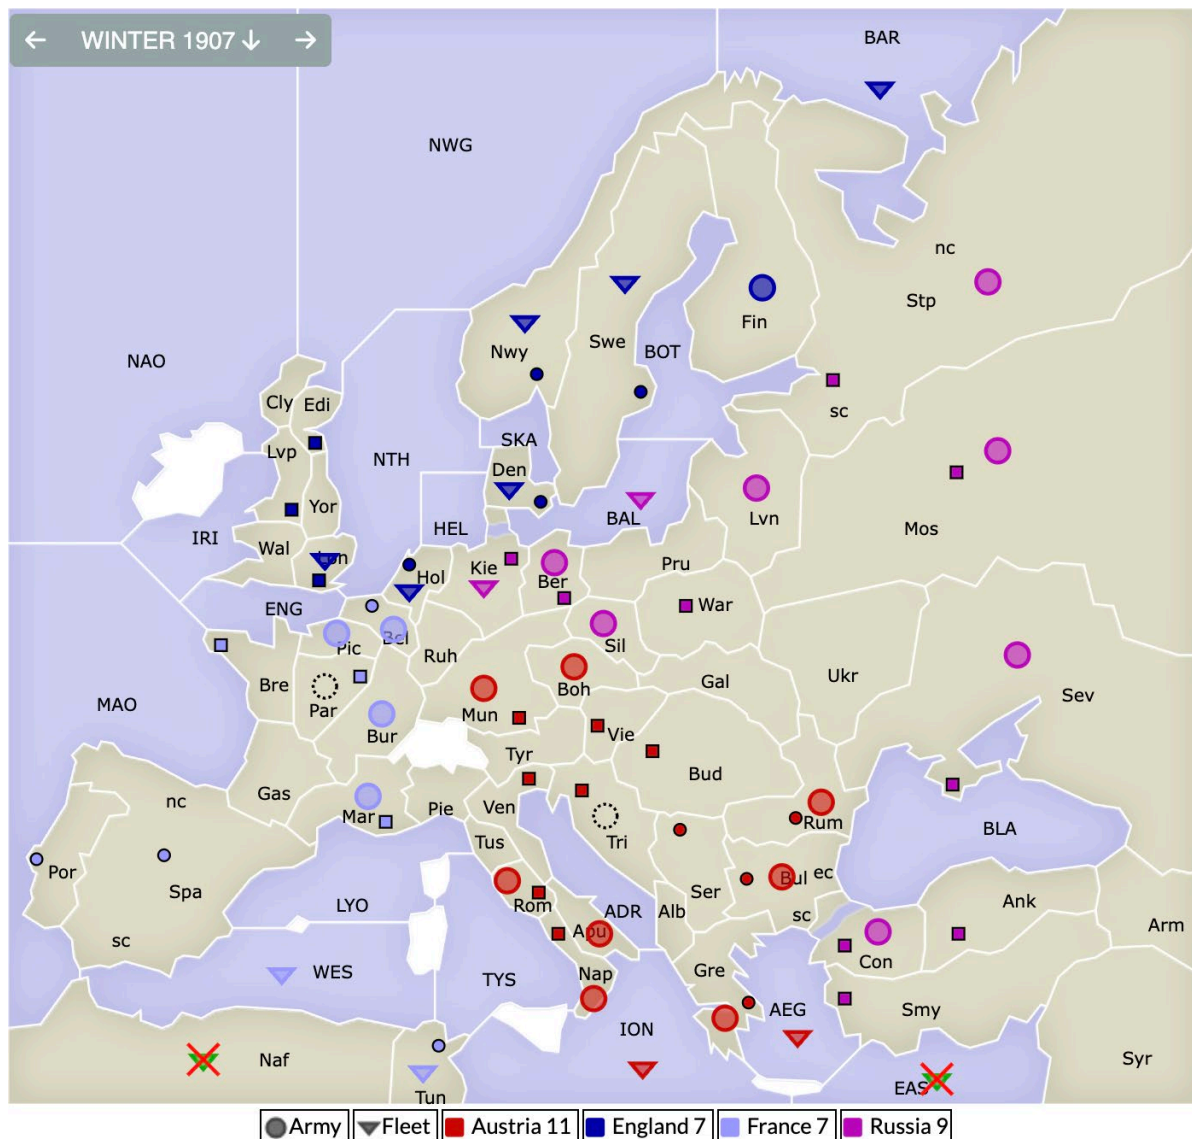 ← WINTER 1907 ↓ →
BAR
NWG
nc
Stp
Fin
NAO
Swe
BOT
Nwy
Cly
Edi
sc
SKA
Lvp
NTH
Den
Yor
BAL
Lvn
Mos
HEL
IRI
Wal
Lon
Pru
Kie
Hol
Ber
War
ENG
Bel
Pic
Sil
Ruh
Ukr
Bre
Boh
Gal
Sev
MAO
Par
Mun
Bur
Vie
Tyr
Bud
Gas
nc
Ven
Pie
Mar
Rum
BLA
Tus
Tri
Por
Bul
ec
Spa
Ser
Ank
Rom
LYO
ADR
Alb
sc
Arm
Apu
sc
Con
WES
Nap
Gre
TYS
AEG
Smy
ION
Naf
Syr
EAS
Tun
Army Fleet Austria 11 England 7 France 7 Russia 9